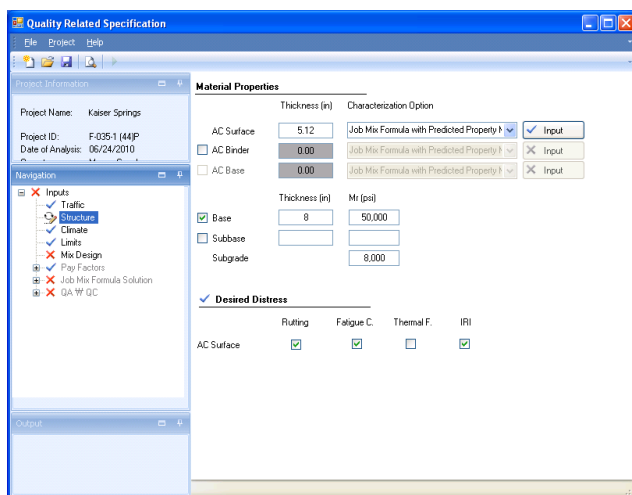 Quality Related Specification
File Project Help
Project Information
Project Name: Kaiser Springs
Project ID: F-035-1 (44)P
Date of Analysis: 06/24/2010
Navigation
Inputs
Traffic
Structure
Climate
Limits
Mix Design
Pay Factors
Job Mix Formula Solution
QA ₩ QC
Output
Material Properties
Thickness (in) Characterization Option
AC Surface 5.12 Job Mix Formula with Predicted Property Input
AC Binder 0.00 Job Mix Formula with Predicted Property Input
AC Base 0.00 Job Mix Formula with Predicted Property Input
Thickness (in) Mr (psi)
Base 8 50,000
Subbase
Subgrade 8,000
Desired Distress
Rutting Fatigue C. Thermal F. IRI
AC Surface